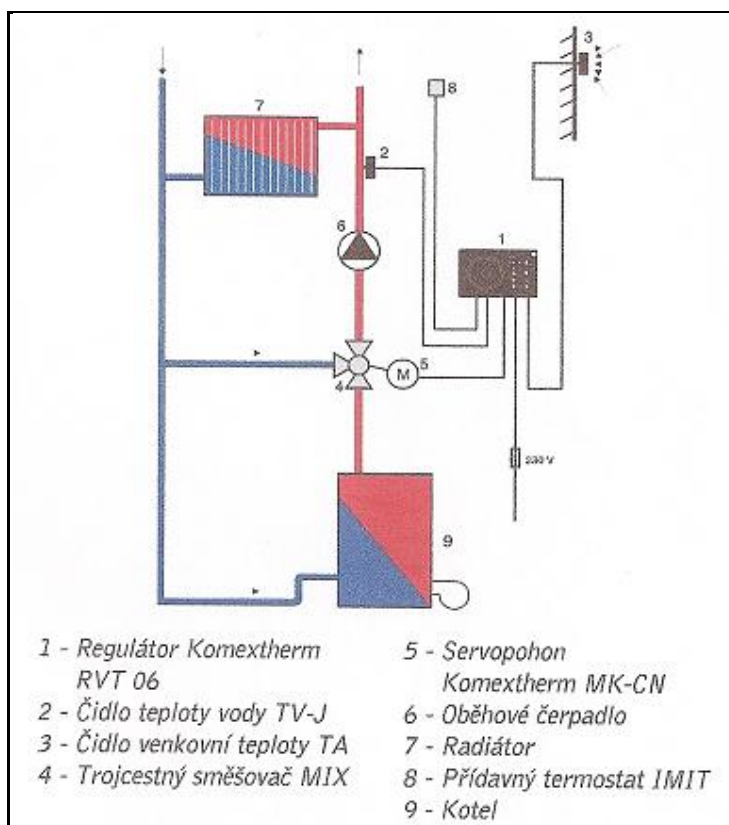 3
7
8
2
1
6
5
M
4
230 V
9
1 - Regulátor Komextherm
RVT 06
2 - Čidlo teploty vody TV-J
3 - Čidlo venkovní teploty TA
4 - Trojcestný směšovač MIX
5 - Servopohon
Komextherm MK-CN
6 - Oběhové čerpadlo
7 - Radiátor
8 - Přídavný termostat IMIT
9 - Kotel